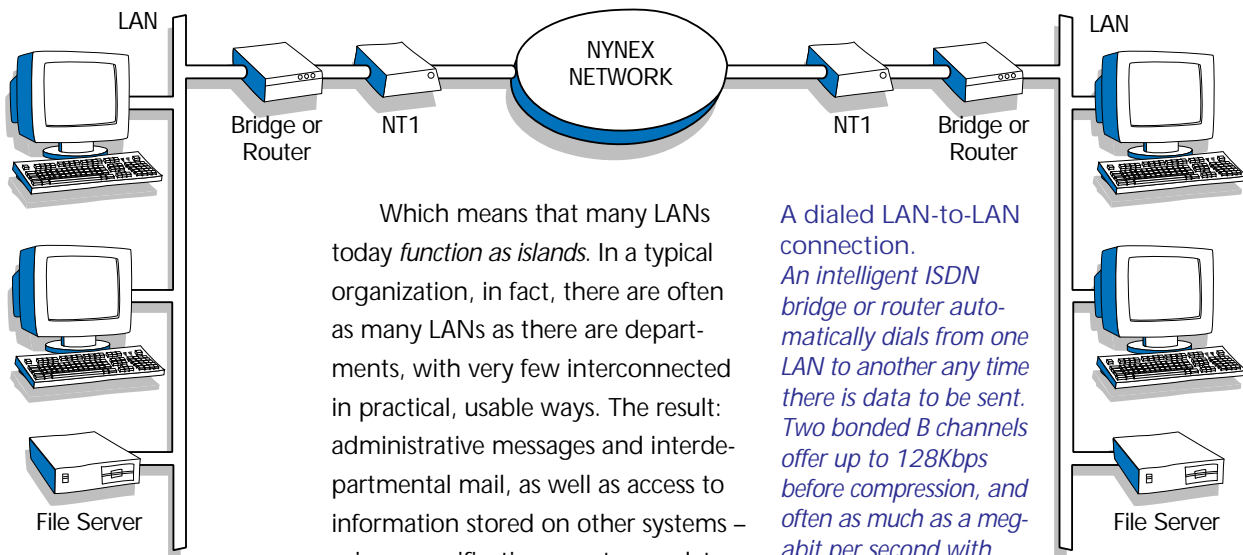 LAN
LAN
NYNEX
NETWORK
Bridge or
Router
NT1
NT1
Bridge or
Router
File Server
File Server
Which means that many LANs
today function as islands. In a typical
organization, in fact, there are often
as many LANs as there are depart-
ments, with very few interconnected
in practical, usable ways. The result:
administrative messages and interde-
partmental mail, as well as access to
information stored on other systems –
A dialed LAN-to-LAN
connection.
An intelligent ISDN
bridge or router auto-
matically dials from one
LAN to another any time
there is data to be sent.
Two bonded B channels
offer up to 128Kbps
before compression, and
often as much as a meg-
abit per second with